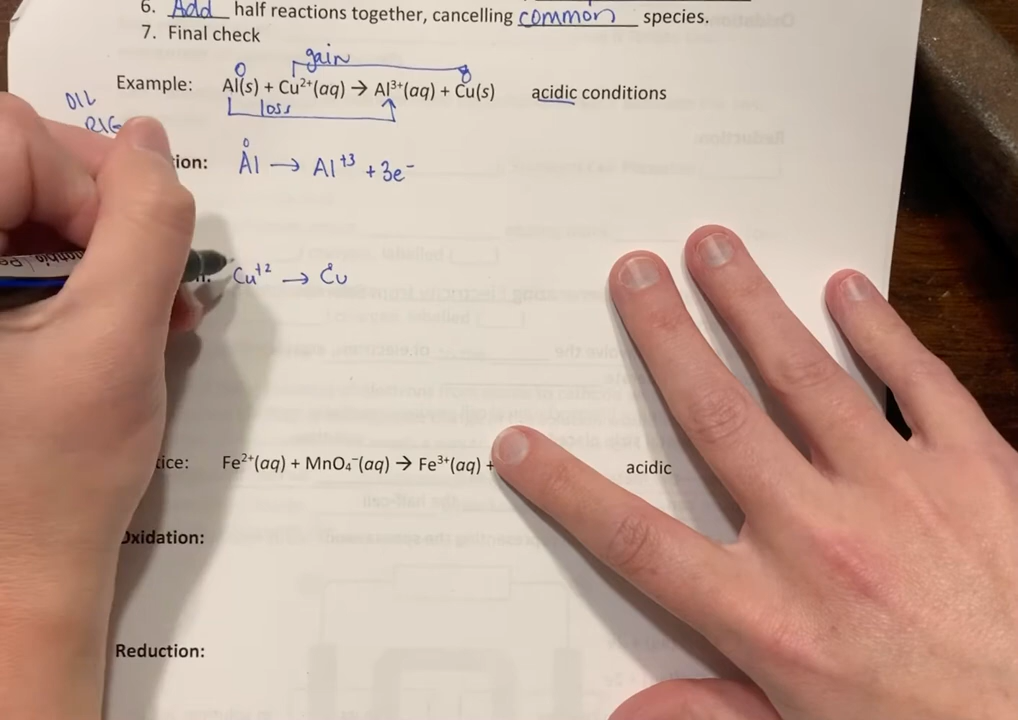 6. Add half reactions together, cancelling common species.
7. Final check
gain
Example: Al(s) + Cu²⁺(aq) → Al³⁺(aq) + Cu(s) acidic conditions
0 0
loss
OIL
RIG
ion: Al → Al⁺³ + 3e⁻
0
Cu⁺² → Cu
tice: Fe²⁺(aq) + MnO₄⁻(aq) → Fe³⁺(aq) + acidic
Oxidation:
Reduction: